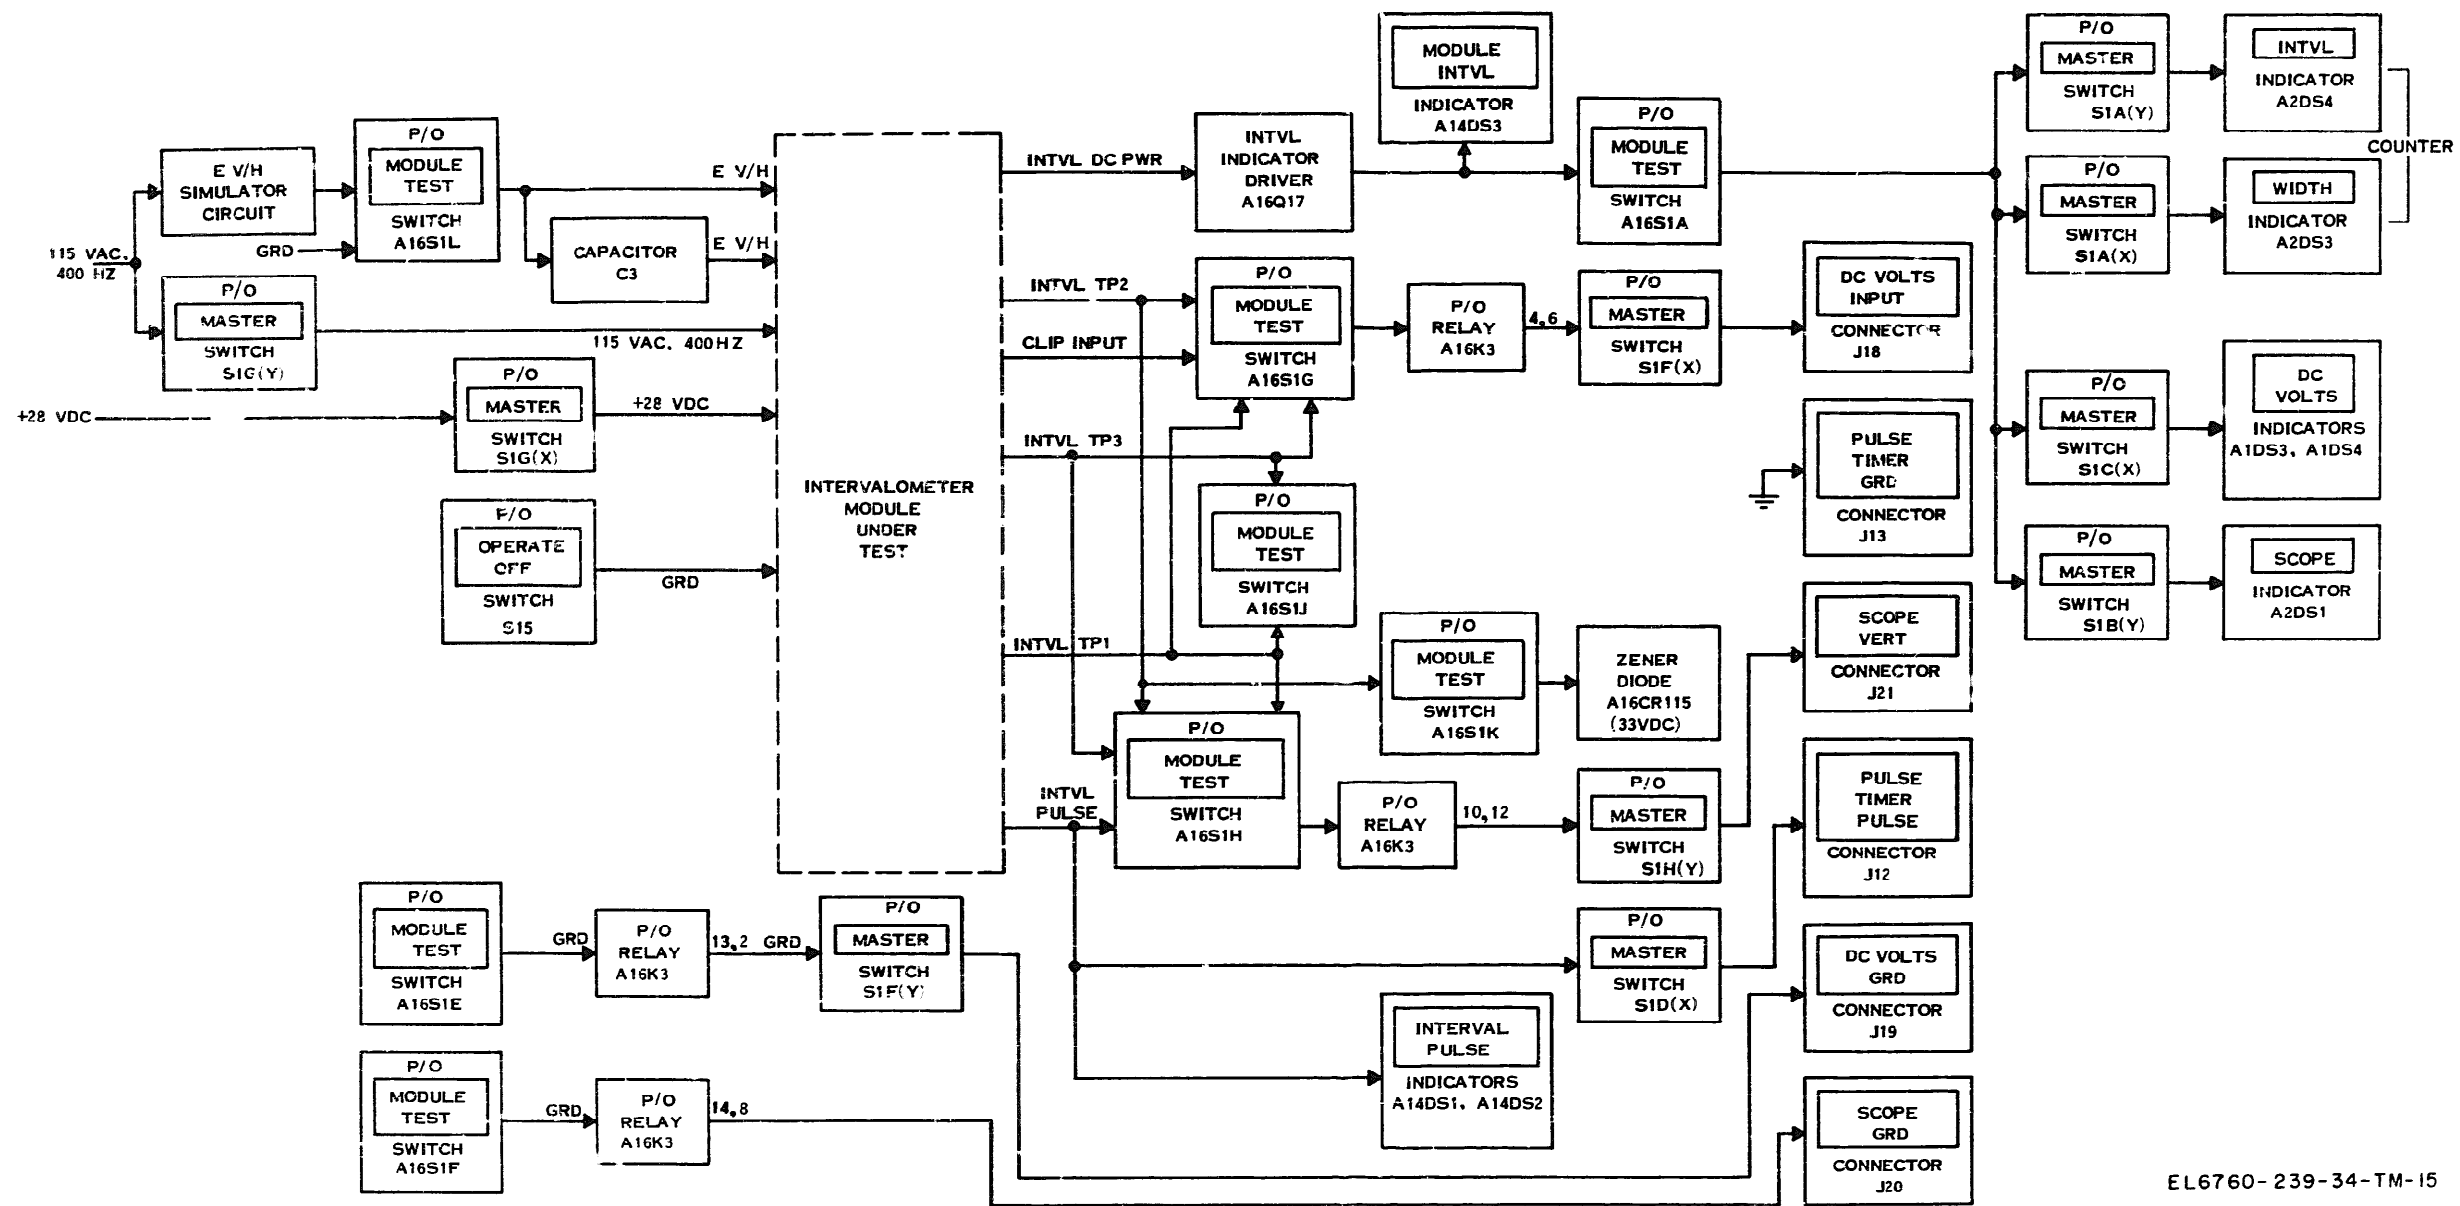 115 VAC,
400 HZ
E V/H
SIMULATOR
CIRCUIT
GRD
P/O
MODULE
TEST
SWITCH
A16S1L
P/O
MASTER
SWITCH
S1G(Y)
CAPACITOR
C3
E V/H
E V/H
115 VAC, 400HZ
+28 VDC
P/O
MASTER
SWITCH
S1G(X)
+28 VDC
P/O
OPERATE
OFF
SWITCH
S15
GRD
INTERVALOMETER
MODULE
UNDER
TEST
INTVL DC PWR
INTVL
INDICATOR
DRIVER
A16Q17
MODULE
INTVL
INDICATOR
A14DS3
P/O
MODULE
TEST
SWITCH
A16S1A
INTVL TP2
CLIP INPUT
P/O
MODULE
TEST
SWITCH
A16S1G
P/O
RELAY
A16K3
4,6
P/O
MASTER
SWITCH
S1F(X)
DC VOLTS
INPUT
CONNECTOR
J18
INTVL TP3
P/O
MODULE
TEST
SWITCH
A16S1J
PULSE
TIMER
GRD
CONNECTOR
J13
INTVL TP1
P/O
MODULE
TEST
SWITCH
A16S1K
ZENER
DIODE
A16CR115
(33VDC)
SCOPE
VERT
CONNECTOR
J21
INTVL
PULSE
P/O
MODULE
TEST
SWITCH
A16S1H
P/O
RELAY
A16K3
10,12
P/O
MASTER
SWITCH
S1H(Y)
PULSE
TIMER
PULSE
CONNECTOR
J12
P/O
MASTER
SWITCH
S1D(X)
INTERVAL
PULSE
INDICATORS
A14DS1, A14DS2
P/O
MODULE
TEST
SWITCH
A16S1E
GRD
P/O
RELAY
A16K3
13,2 GRD
P/O
MASTER
SWITCH
S1F(Y)
DC VOLTS
GRD
CONNECTOR
J19
P/O
MODULE
TEST
SWITCH
A16S1F
GRD
P/O
RELAY
A16K3
14,8
SCOPE
GRD
CONNECTOR
J20
P/O
MASTER
SWITCH
S1A(Y)
INTVL
INDICATOR
A2DS4
COUNTER
P/O
MASTER
SWITCH
S1A(X)
WIDTH
INDICATOR
A2DS3
P/O
MASTER
SWITCH
S1C(X)
DC
VOLTS
INDICATORS
A1DS3, A1DS4
P/O
MASTER
SWITCH
S1B(Y)
SCOPE
INDICATOR
A2DS1
EL6760-239-34-TM-15